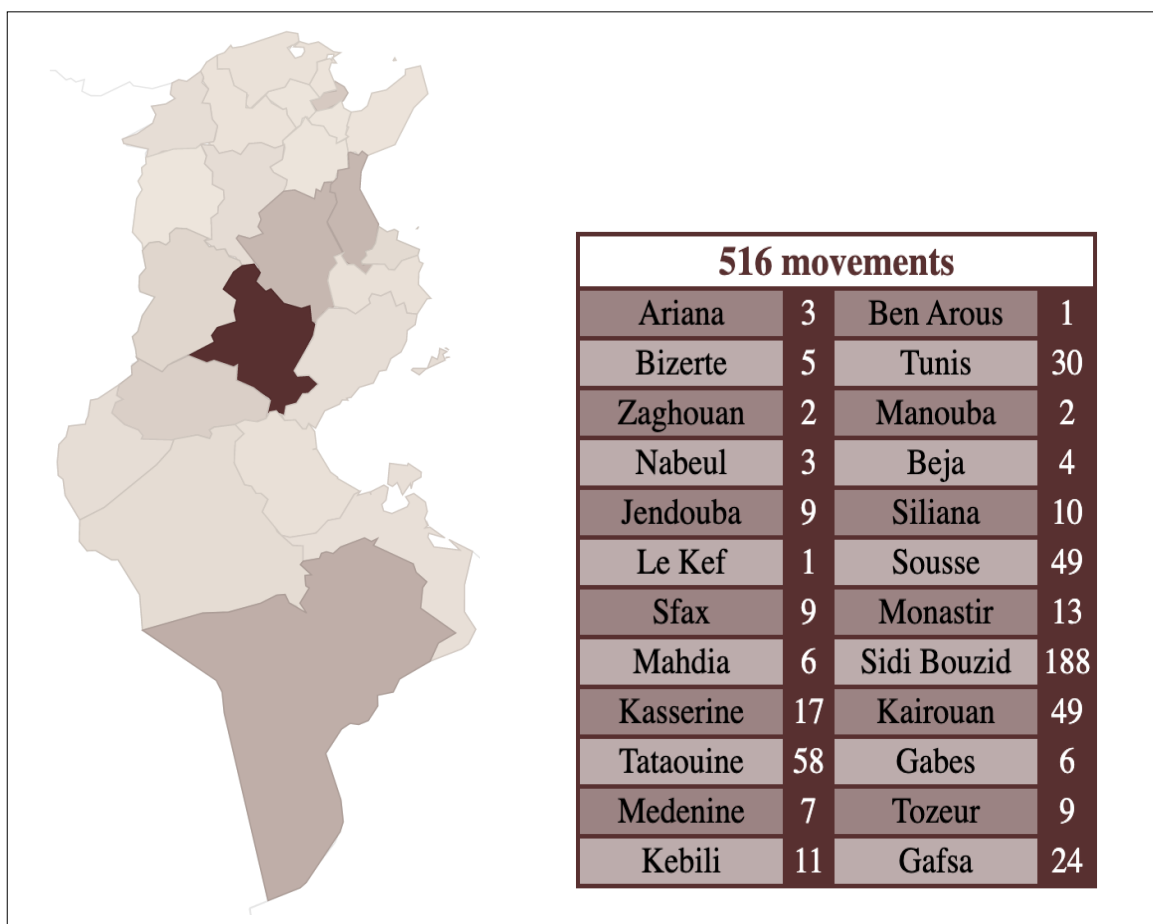 516 movements
Ariana 3 Ben Arous 1
Bizerte 5 Tunis 30
Zaghouan 2 Manouba 2
Nabeul 3 Beja 4
Jendouba 9 Siliana 10
Le Kef 1 Sousse 49
Sfax 9 Monastir 13
Mahdia 6 Sidi Bouzid 188
Kasserine 17 Kairouan 49
Tataouine 58 Gabes 6
Medenine 7 Tozeur 9
Kebili 11 Gafsa 24